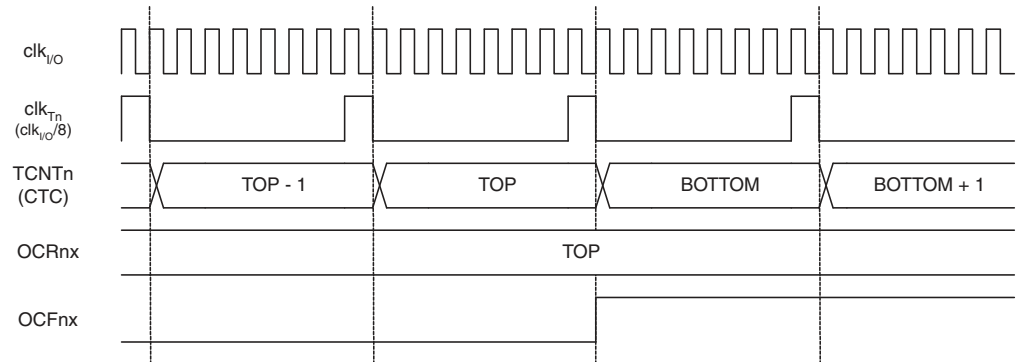 clkI/O
clkTn
(clkI/O/8)
TCNTn
(CTC)
TOP - 1
TOP
BOTTOM
BOTTOM + 1
OCRnx
TOP
OCFnx